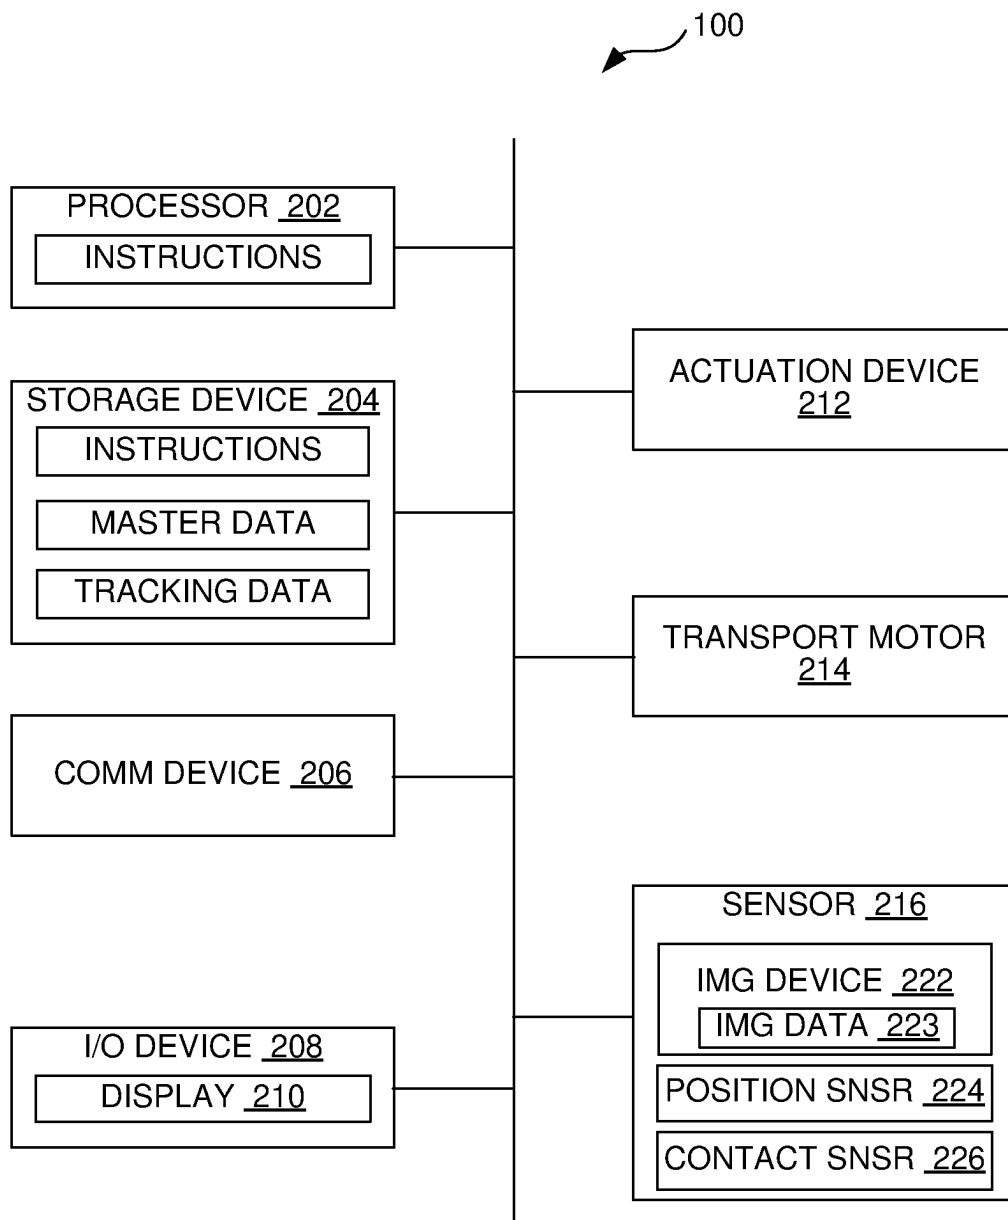 100
PROCESSOR 202
INSTRUCTIONS
STORAGE DEVICE 204
INSTRUCTIONS
MASTER DATA
TRACKING DATA
COMM DEVICE 206
I/O DEVICE 208
DISPLAY 210
ACTUATION DEVICE
212
TRANSPORT MOTOR
214
SENSOR 216
IMG DEVICE 222
IMG DATA 223
POSITION SNSR 224
CONTACT SNSR 226